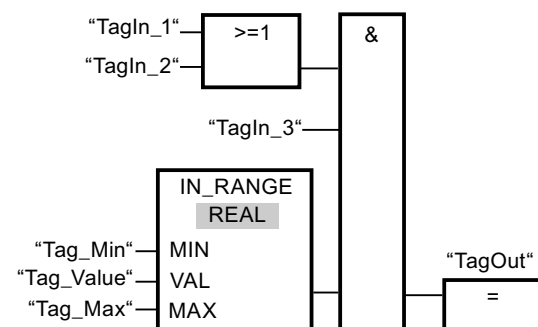 “TagIn_1“
>=1
&
“TagIn_2“
“TagIn_3“
IN_RANGE
REAL
“Tag_Min“
MIN
“TagOut“
“Tag_Value“
VAL
=
“Tag_Max“
MAX